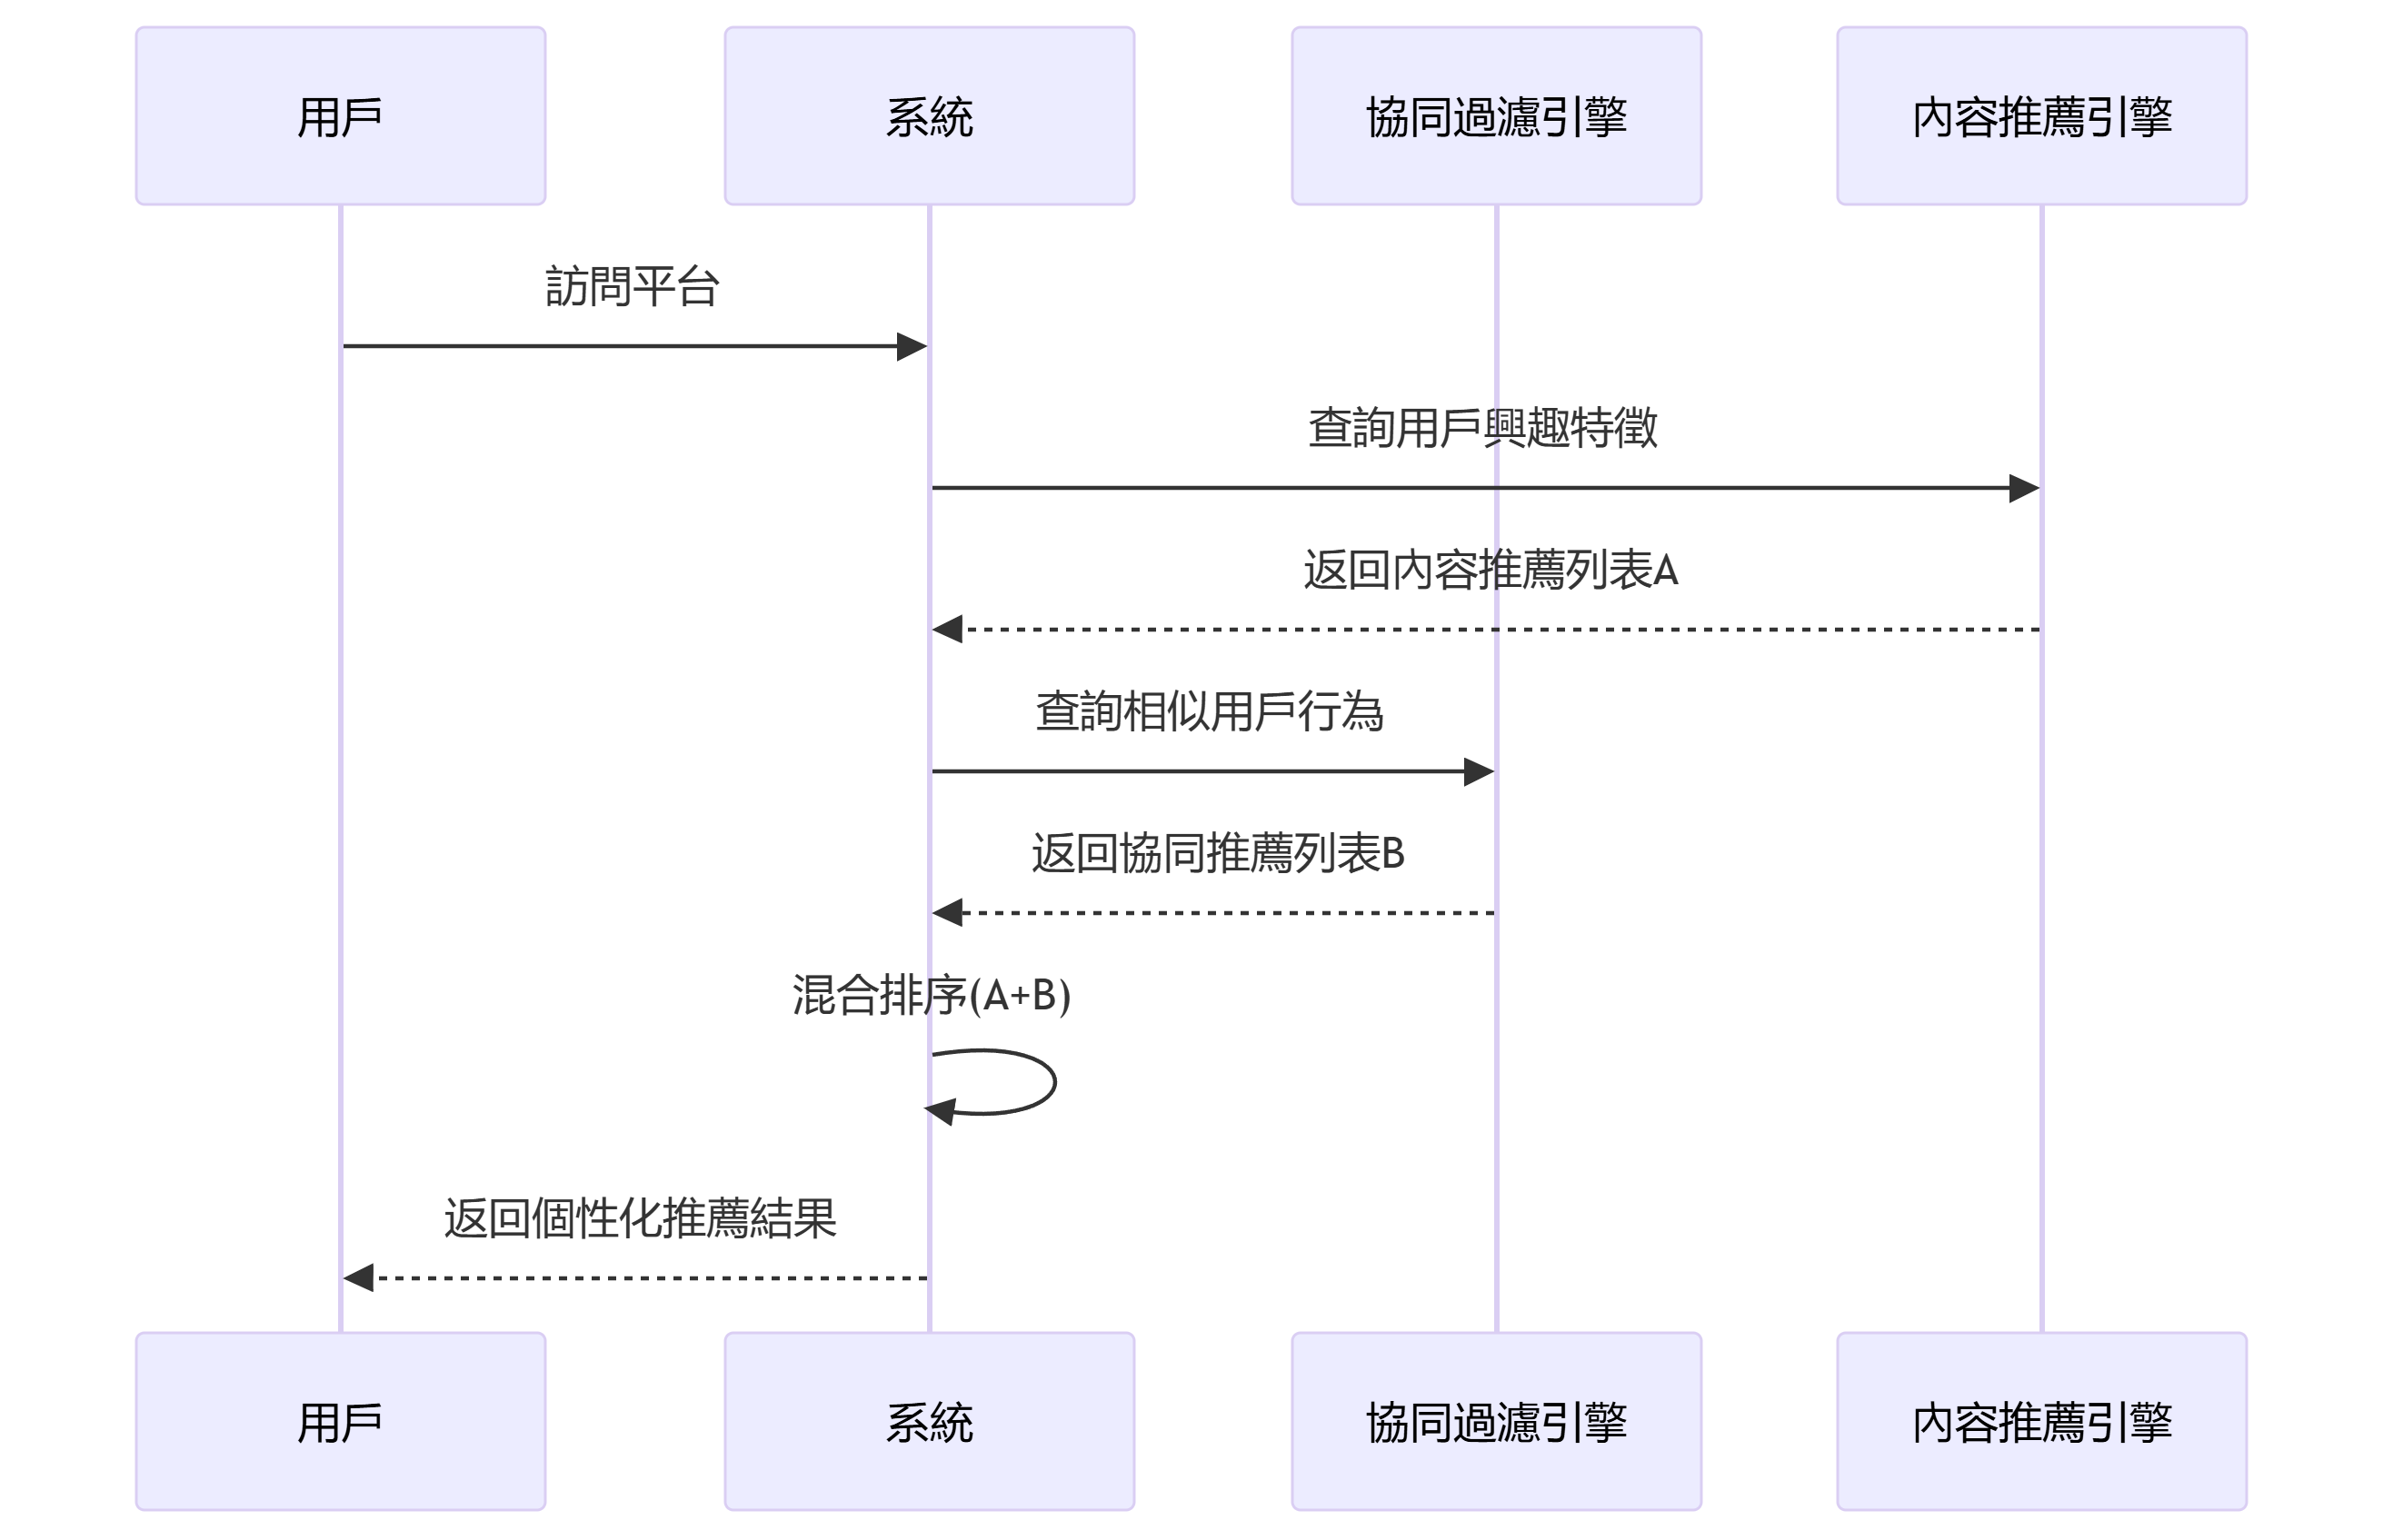 用戶
系統
協同過濾引擎
內容推薦引擎
訪問平台
查詢用戶興趣特徵
返回內容推薦列表A
查詢相似用戶行為
返回協同推薦列表B
混合排序(A+B)
返回個性化推薦結果
用戶
系統
協同過濾引擎
內容推薦引擎